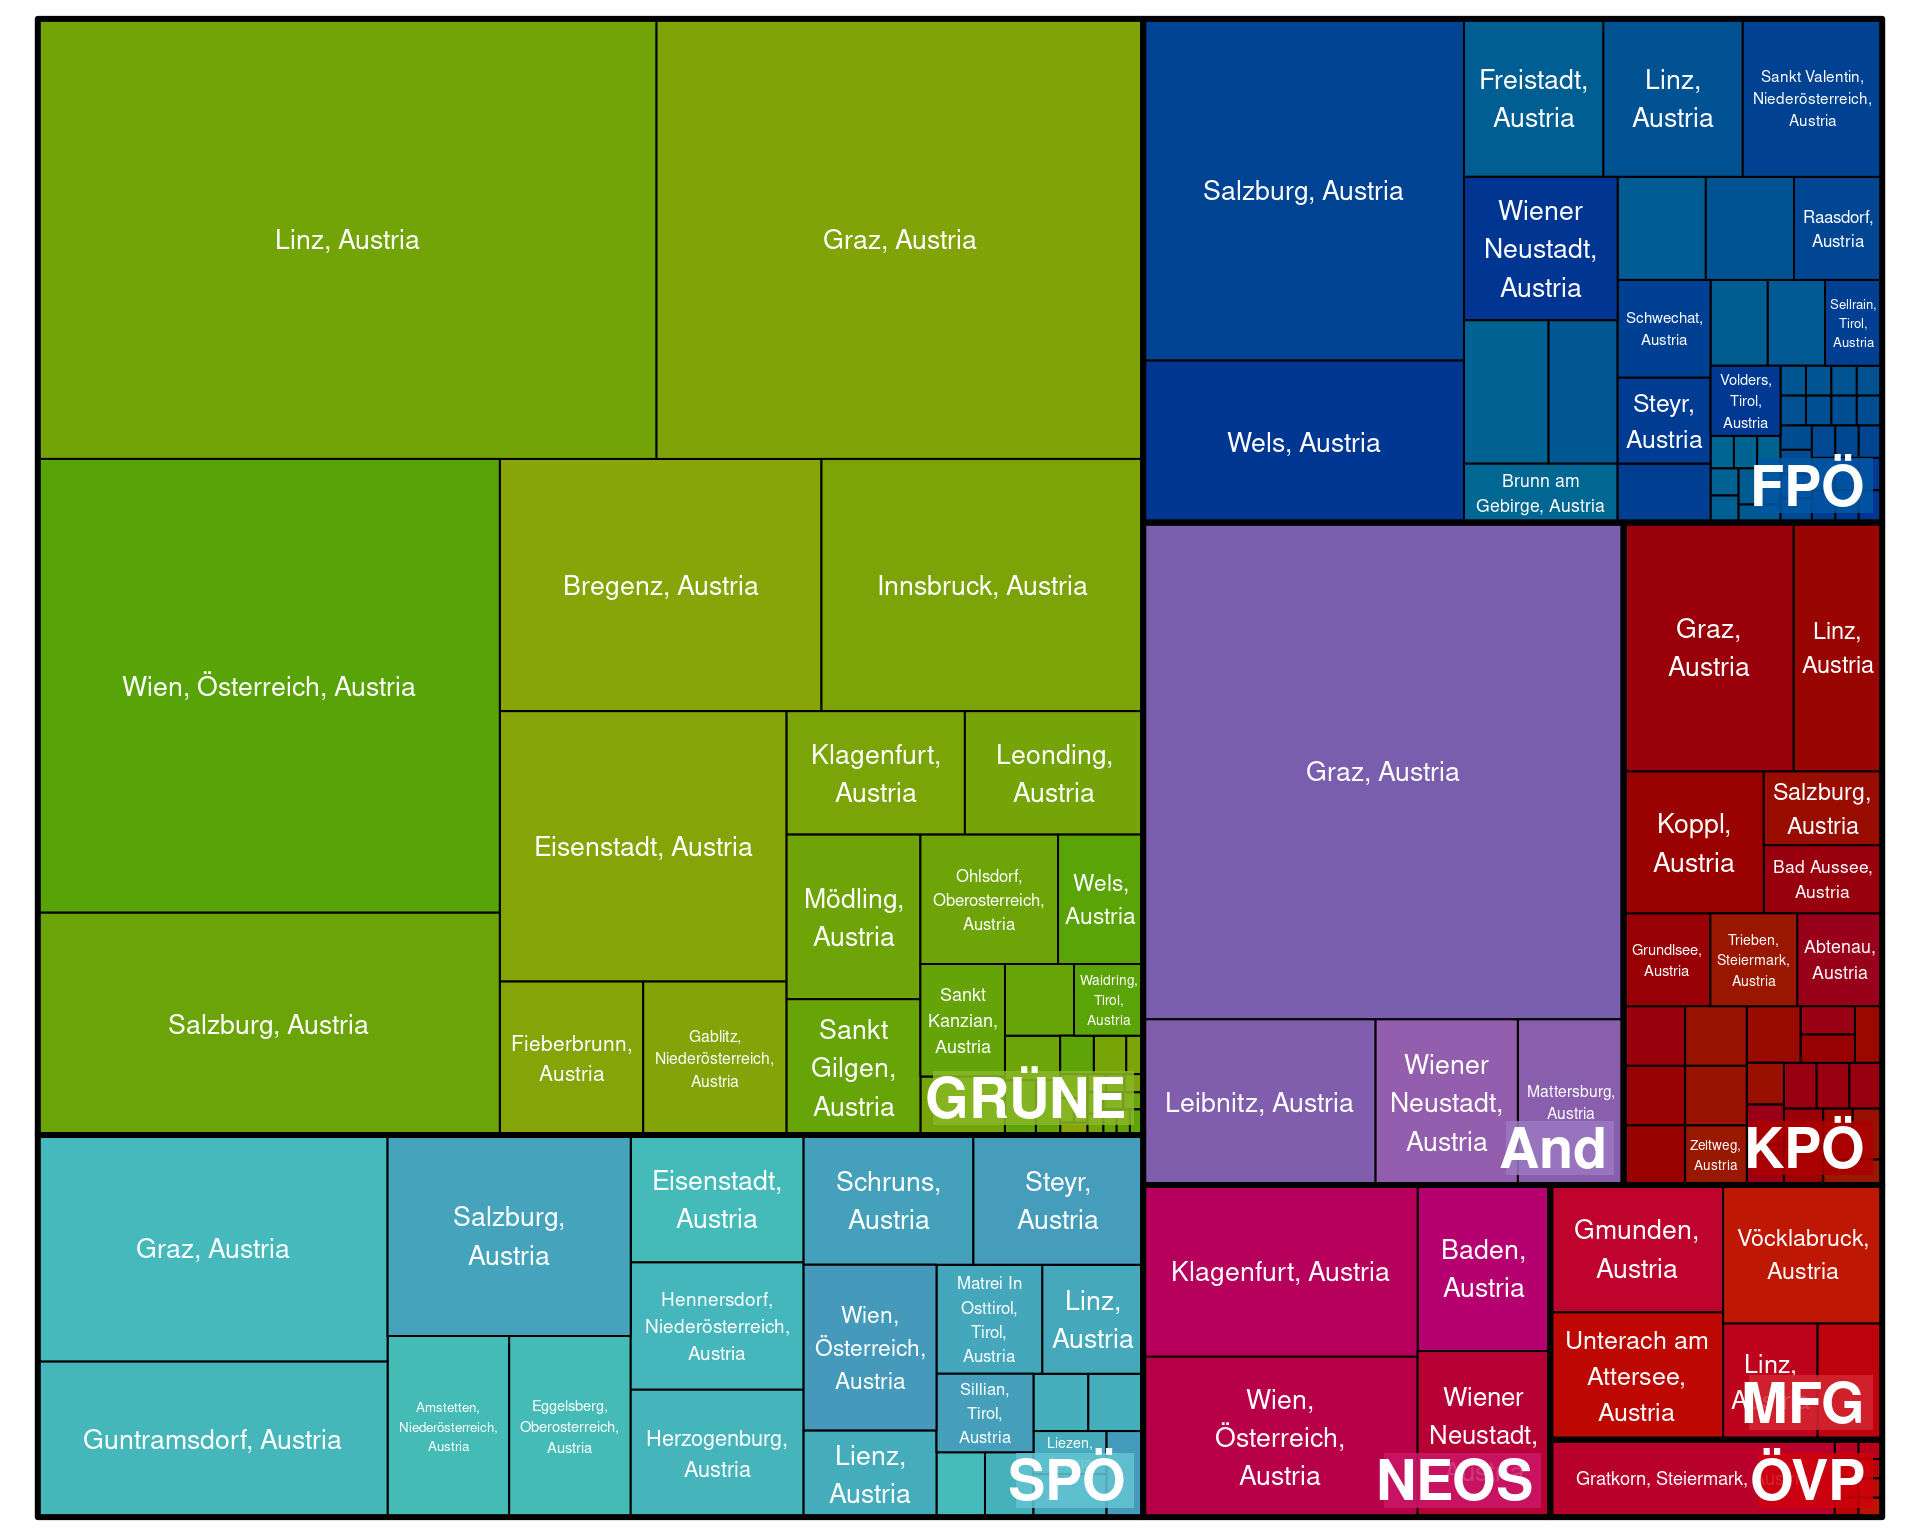 Linz, Austria
Graz, Austria
Wien, Österreich, Austria
Bregenz, Austria
Innsbruck, Austria
Eisenstadt, Austria
Klagenfurt,
Austria
Leonding,
Austria
Mödling,
Austria
Ohlsdorf,
Oberosterreich,
Austria
Wels,
Austria
Salzburg, Austria
Fieberbrunn,
Austria
Gablitz,
Niederösterreich,
Austria
Sankt
Gilgen,
Austria
Sankt
Kanzian,
Austria
Waidring,
Tirol,
Austria
GRÜNE
Salzburg, Austria
Wels, Austria
Freistadt,
Austria
Linz,
Austria
Sankt Valentin,
Niederösterreich,
Austria
Wiener
Neustadt,
Austria
Raasdorf,
Austria
Schwechat,
Austria
Sellrain,
Tirol,
Austria
Steyr,
Austria
Volders,
Tirol,
Austria
Brunn am
Gebirge, Austria
FPÖ
Graz, Austria
Leibnitz, Austria
Wiener
Neustadt,
Austria
Mattersburg,
Austria
And
Graz,
Austria
Linz,
Austria
Koppl,
Austria
Salzburg,
Austria
Bad Aussee,
Austria
Grundlsee,
Austria
Trieben,
Steiermark,
Austria
Abtenau,
Austria
Zeltweg,
Austria
KPÖ
Graz, Austria
Guntramsdorf, Austria
Salzburg,
Austria
Amstetten,
Niederösterreich,
Austria
Eggelsberg,
Oberosterreich,
Austria
Eisenstadt,
Austria
Hennersdorf,
Niederösterreich,
Austria
Herzogenburg,
Austria
Schruns,
Austria
Steyr,
Austria
Wien,
Österreich,
Austria
Matrei In
Osttirol,
Tirol,
Austria
Linz,
Austria
Sillian,
Tirol,
Austria
Lienz,
Austria
Liezen,
SPÖ
Klagenfurt, Austria
Baden,
Austria
Wien,
Österreich,
Austria
Wiener
Neustadt,
Austria
NEOS
Gmunden,
Austria
Vöcklabruck,
Austria
Unterach am
Attersee,
Austria
Linz,
Austria
MFG
Gratkorn, Steiermark, Austria
ÖVP